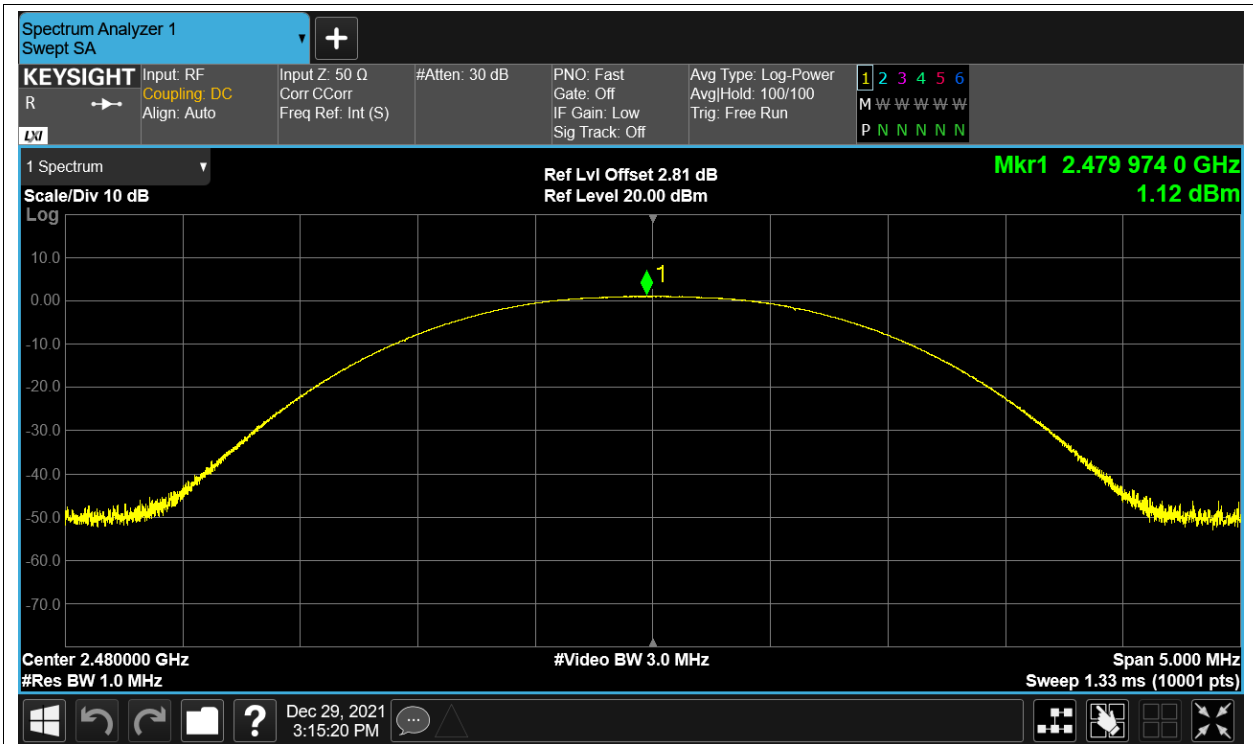 Spectrum Analyzer 1
Swept SA
KEYSIGHT
R
LXI
Input: RF
Coupling: DC
Align: Auto
Input Z: 50 Ω
Corr CCorr
Freq Ref: Int (S)
#Atten: 30 dB
PNO: Fast
Gate: Off
IF Gain: Low
Sig Track: Off
Avg Type: Log-Power
Avg|Hold: 100/100
Trig: Free Run
1 2 3 4 5 6
M W W W W W
P N N N N N
1 Spectrum
Scale/Div 10 dB
Log
Ref Lvl Offset 2.81 dB
Ref Level 20.00 dBm
Mkr1 2.479 974 0 GHz
1.12 dBm
1
10.0
0.00
-10.0
-20.0
-30.0
-40.0
-50.0
-60.0
-70.0
Center 2.480000 GHz
#Res BW 1.0 MHz
#Video BW 3.0 MHz
Span 5.000 MHz
Sweep 1.33 ms (10001 pts)
?
Dec 29, 2021
3:15:20 PM